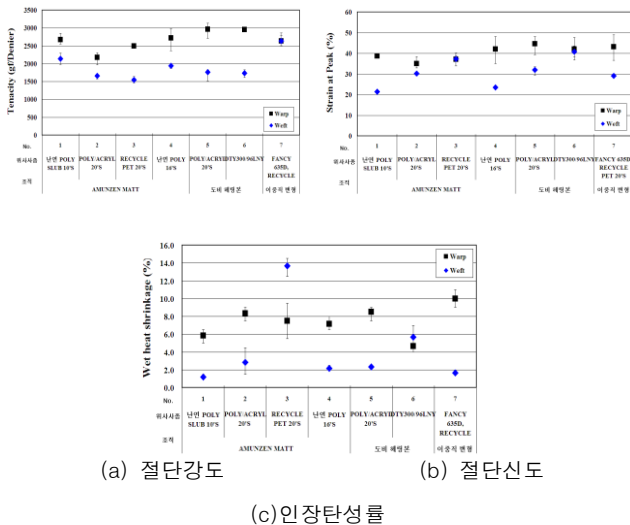 Tenacity (gf/Denier)
3500
3000
2500
2000
1500
1000
500
0
Warp
Weft
No. 1 2 3 4 5 6 7
위사사종 난연 POLY SLUB 10'S POLY/ACRYL 20'S RECYCLE PET 20'S 난연 POLY 16'S POLY/ACRYL 20'S DTY300/96LNY FANCY 635D, RECYCLE
조직 AMUNZEN MATT 도비 헤링본 이중직 변형
Strain at Peak (%)
60
50
40
30
20
10
0
Warp
Weft
No. 1 2 3 4 5 6 7
위사사종 난연 POLY SLUB 10'S POLY/ACRYL 20'S RECYCLE PET 20'S 난연 POLY 16'S POLY/ACRYL 20'S DTY300/96LNY FANCY 635D, RECYCLE PET 20'S
조직 AMUNZEN MATT 도비 헤링본 이중직 변형
Wet heat shrinkage (%)
16.0
14.0
12.0
10.0
8.0
6.0
4.0
2.0
0.0
Warp
Weft
No. 1 2 3 4 5 6 7
위사사종 난연 POLY SLUB 10'S POLY/ACRYL 20'S RECYCLE PET 20'S 난연 POLY 16'S POLY/ACRYL 20'S DTY300/96LNY FANCY 635D, RECYCLE
조직 AMUNZEN MATT 도비 헤링본 이중직 변형
(a) 절단강도 (b) 절단신도
(c)인장탄성률